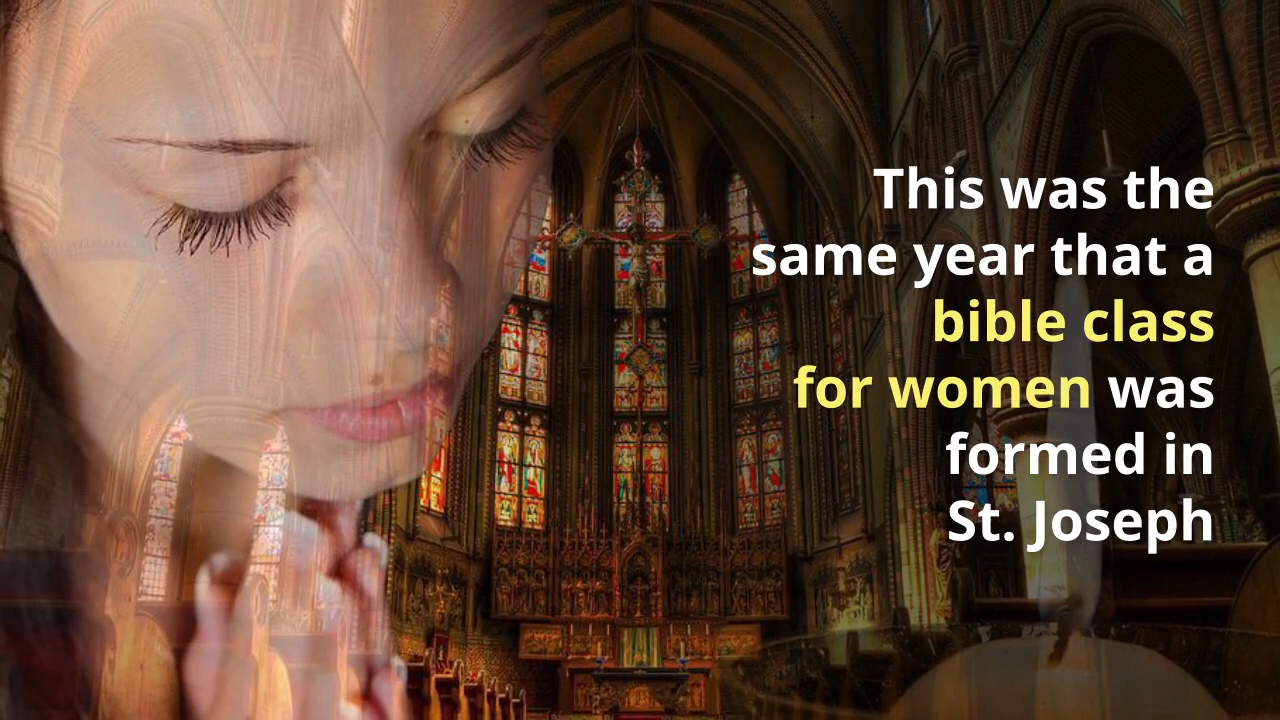 This was the
same year that a
bible class
for women was
formed in
St. Joseph